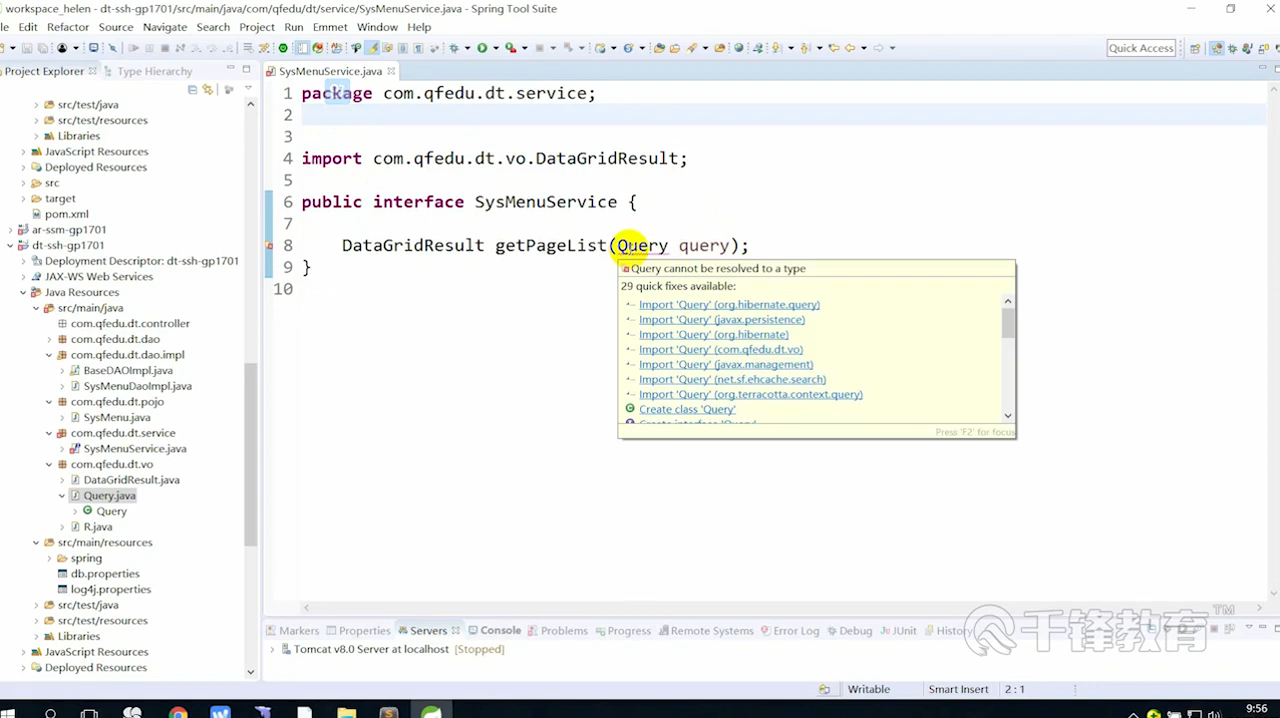 workspace_helen - dt-ssh-gp1701/src/main/java/com/qfedu/dt/service/SysMenuService.java - Spring Tool Suite
Edit Refactor Source Navigate Search Project Run Emmet Window Help
Quick Access
Project Explorer Type Hierarchy
SysMenuService.java
src/test/java
src/test/resources
Libraries
JavaScript Resources
Deployed Resources
src
target
pom.xml
ar-ssm-gp1701
dt-ssh-gp1701
Deployment Descriptor: dt-ssh-gp1701
JAX-WS Web Services
Java Resources
src/main/java
com.qfedu.dt.controller
com.qfedu.dt.dao
com.qfedu.dt.dao.impl
BaseDAOImpl.java
SysMenuDaoImpl.java
com.qfedu.dt.pojo
SysMenu.java
com.qfedu.dt.service
SysMenuService.java
com.qfedu.dt.vo
DataGridResult.java
Query.java
Query
R.java
src/main/resources
spring
db.properties
log4j.properties
src/test/java
src/test/resources
Libraries
JavaScript Resources
Deployed Resources
1 package com.qfedu.dt.service;
2
3
4 import com.qfedu.dt.vo.DataGridResult;
5
6 public interface SysMenuService {
7
8 DataGridResult getPageList(Query query);
9 }
10
Query cannot be resolved to a type
29 quick fixes available:
Import 'Query' (org.hibernate.query)
Import 'Query' (javax.persistence)
Import 'Query' (org.hibernate)
Import 'Query' (com.qfedu.dt.vo)
Import 'Query' (javax.management)
Import 'Query' (net.sf.ehcache.search)
Import 'Query' (org.terracotta.context.query)
Create class 'Query'
Create interface 'Query'
Press 'F2' for focus
Markers Properties Servers Console Problems Progress Remote Systems Error Log Debug JUnit History
Tomcat v8.0 Server at localhost [Stopped]
千锋教育 TM
Writable Smart Insert 2 : 1
9:56